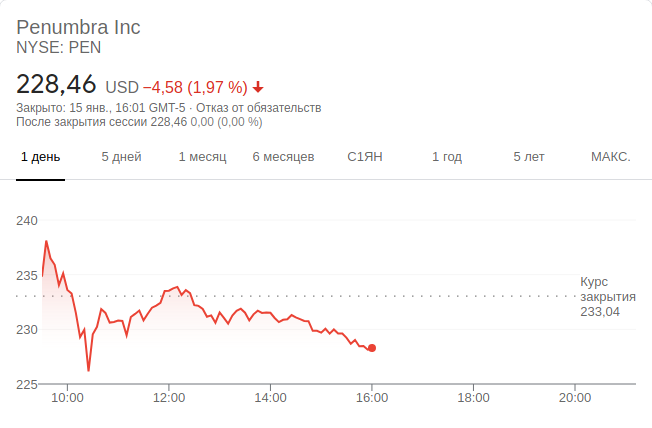 Penumbra Inc
NYSE: PEN
228,46 USD −4,58 (1,97 %)
Закрыто: 15 янв., 16:01 GMT-5 · Отказ от обязательств
После закрытия сессии 228,46 0,00 (0,00 %)
1 день 5 дней 1 месяц 6 месяцев С1ЯН 1 год 5 лет МАКС.
240
235
230
225
Курс
закрытия
233,04
10:00 12:00 14:00 16:00 18:00 20:00